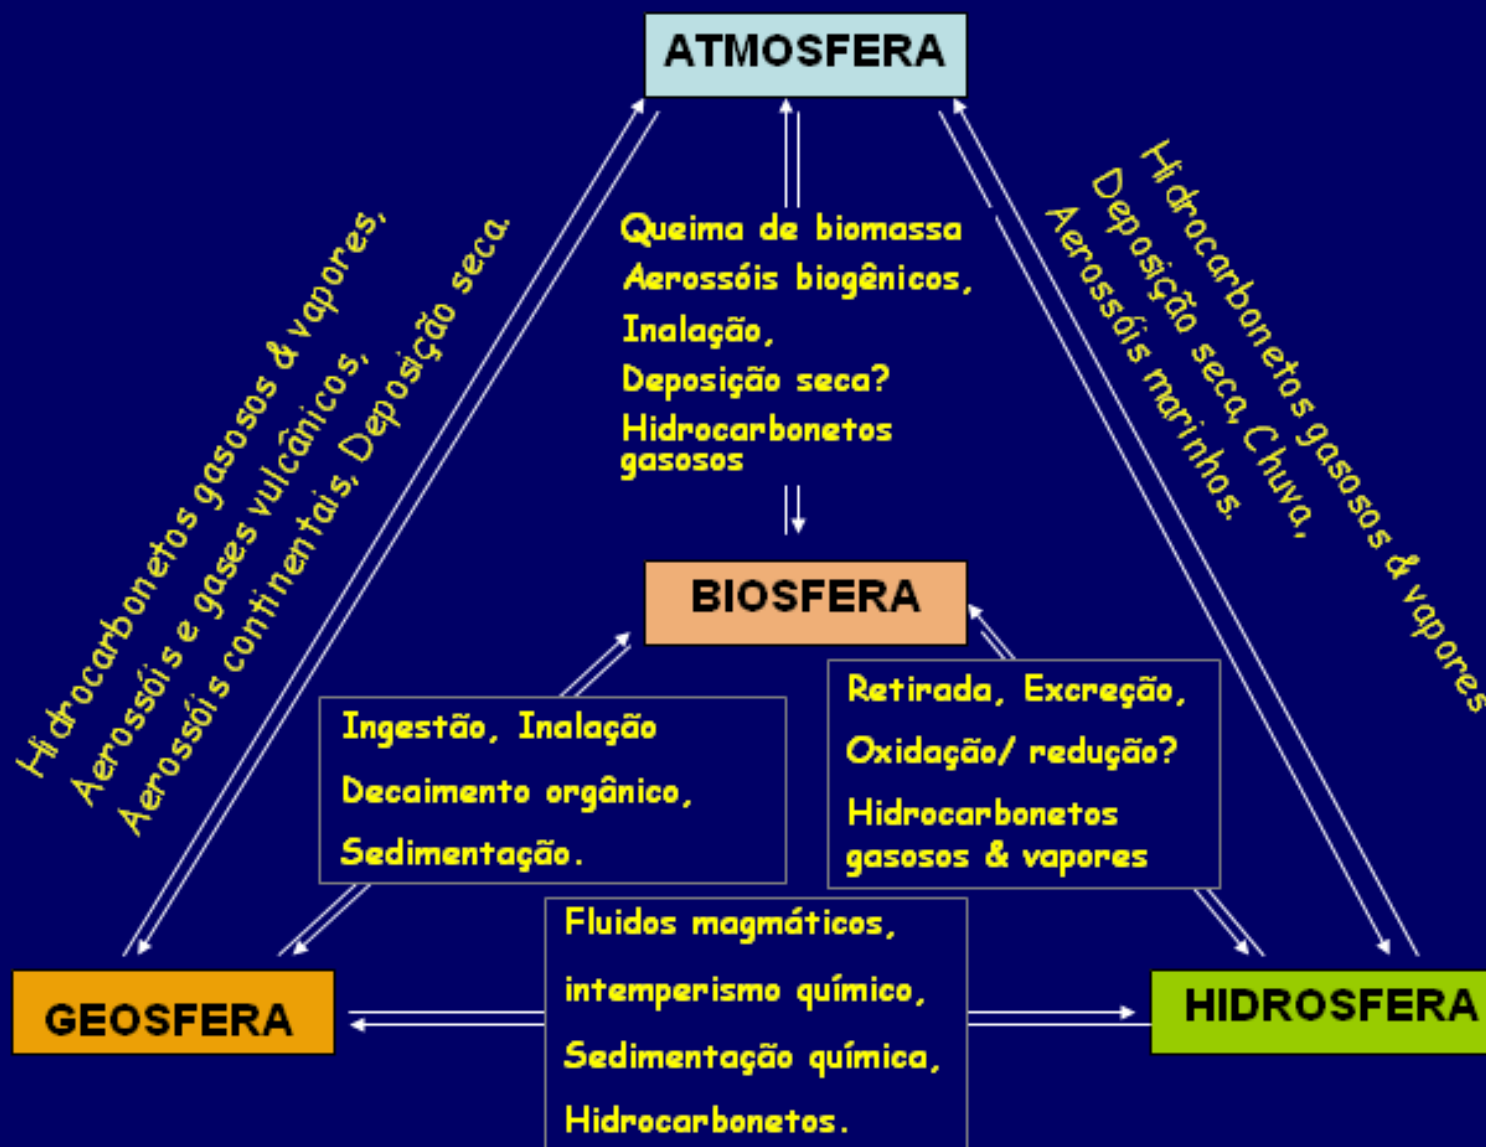 ATMOSFERA
Hidrocarbonetos gasosos & vapores,
Aerossóis e gases vulcânicos,
Aerossóis continentais, Deposição seca.
Queima de biomassa
Aerossóis biogênicos,
Inalação,
Deposição seca?
Hidrocarbonetos
gasosos
Hidrocarbonetos gasosos & vapores
Deposição seca, Chuva,
Aerossóis marinhos.
BIOSFERA
Ingestão, Inalação
Decaimento orgânico,
Sedimentação.
Retirada, Excreção,
Oxidação/ redução?
Hidrocarbonetos
gasosos & vapores
GEOSFERA
Fluidos magmáticos,
intemperismo químico,
Sedimentação química,
Hidrocarbonetos.
HIDROSFERA